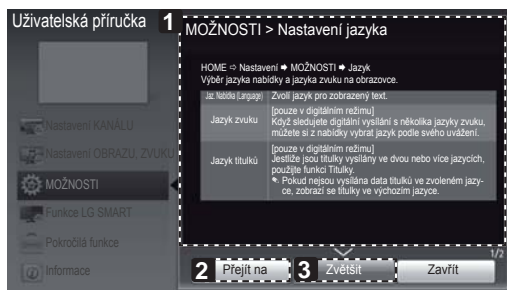 Uživatelská příručka
1
MOŽNOSTI > Nastavení jazyka
HOME ⇨ Nastavení ➡ MOŽNOSTI ➡ Jazyk
Výběr jazyka nabídky a jazyka zvuku na obrazovce.
Jaz. Nabídka (Language) Zvolí jazyk pro zobrazený text.
Jazyk zvuku
[pouze v digitálním režimu]
Když sledujete digitální vysílání s několika jazyky zvuku,
můžete si z nabídky vybrat jazyk podle svého uvážení.
Jazyk titulků
[pouze v digitálním režimu]
Jestliže jsou titulky vysílány ve dvou nebo více jazycích,
použijte funkci Titulky.
✎ Pokud nejsou vysílána data titulků ve zvoleném jazy-
ce, zobrazí se titulky ve výchozím jazyce.
Nastavení KANÁLU
Nastavení OBRAZU, ZVUKU
MOŽNOSTI
Funkce LG SMART
Pokročilá funkce
Informace
1/2
2 Přejít na
3 Zvětšit
Zavřít